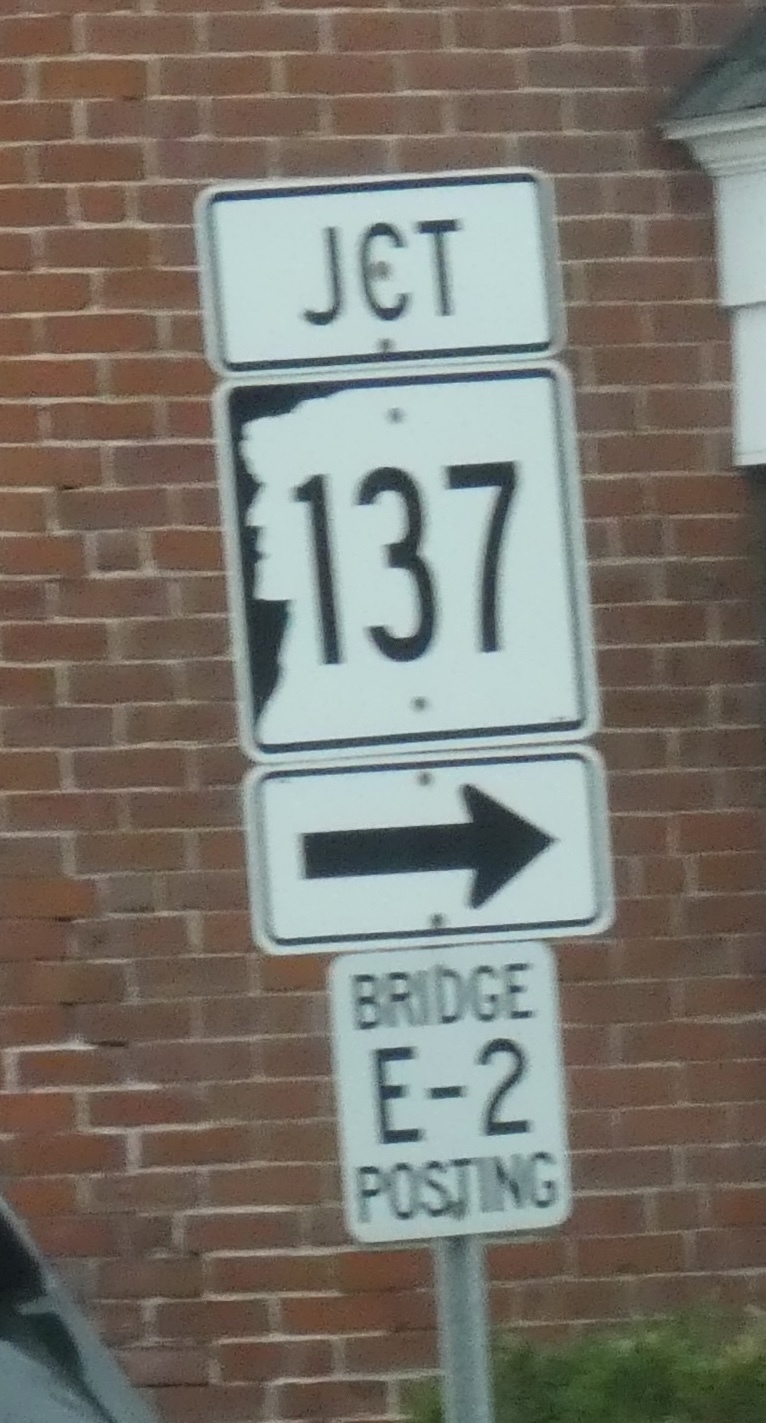 JCT
137
BRIDGE
E-2
POSTING